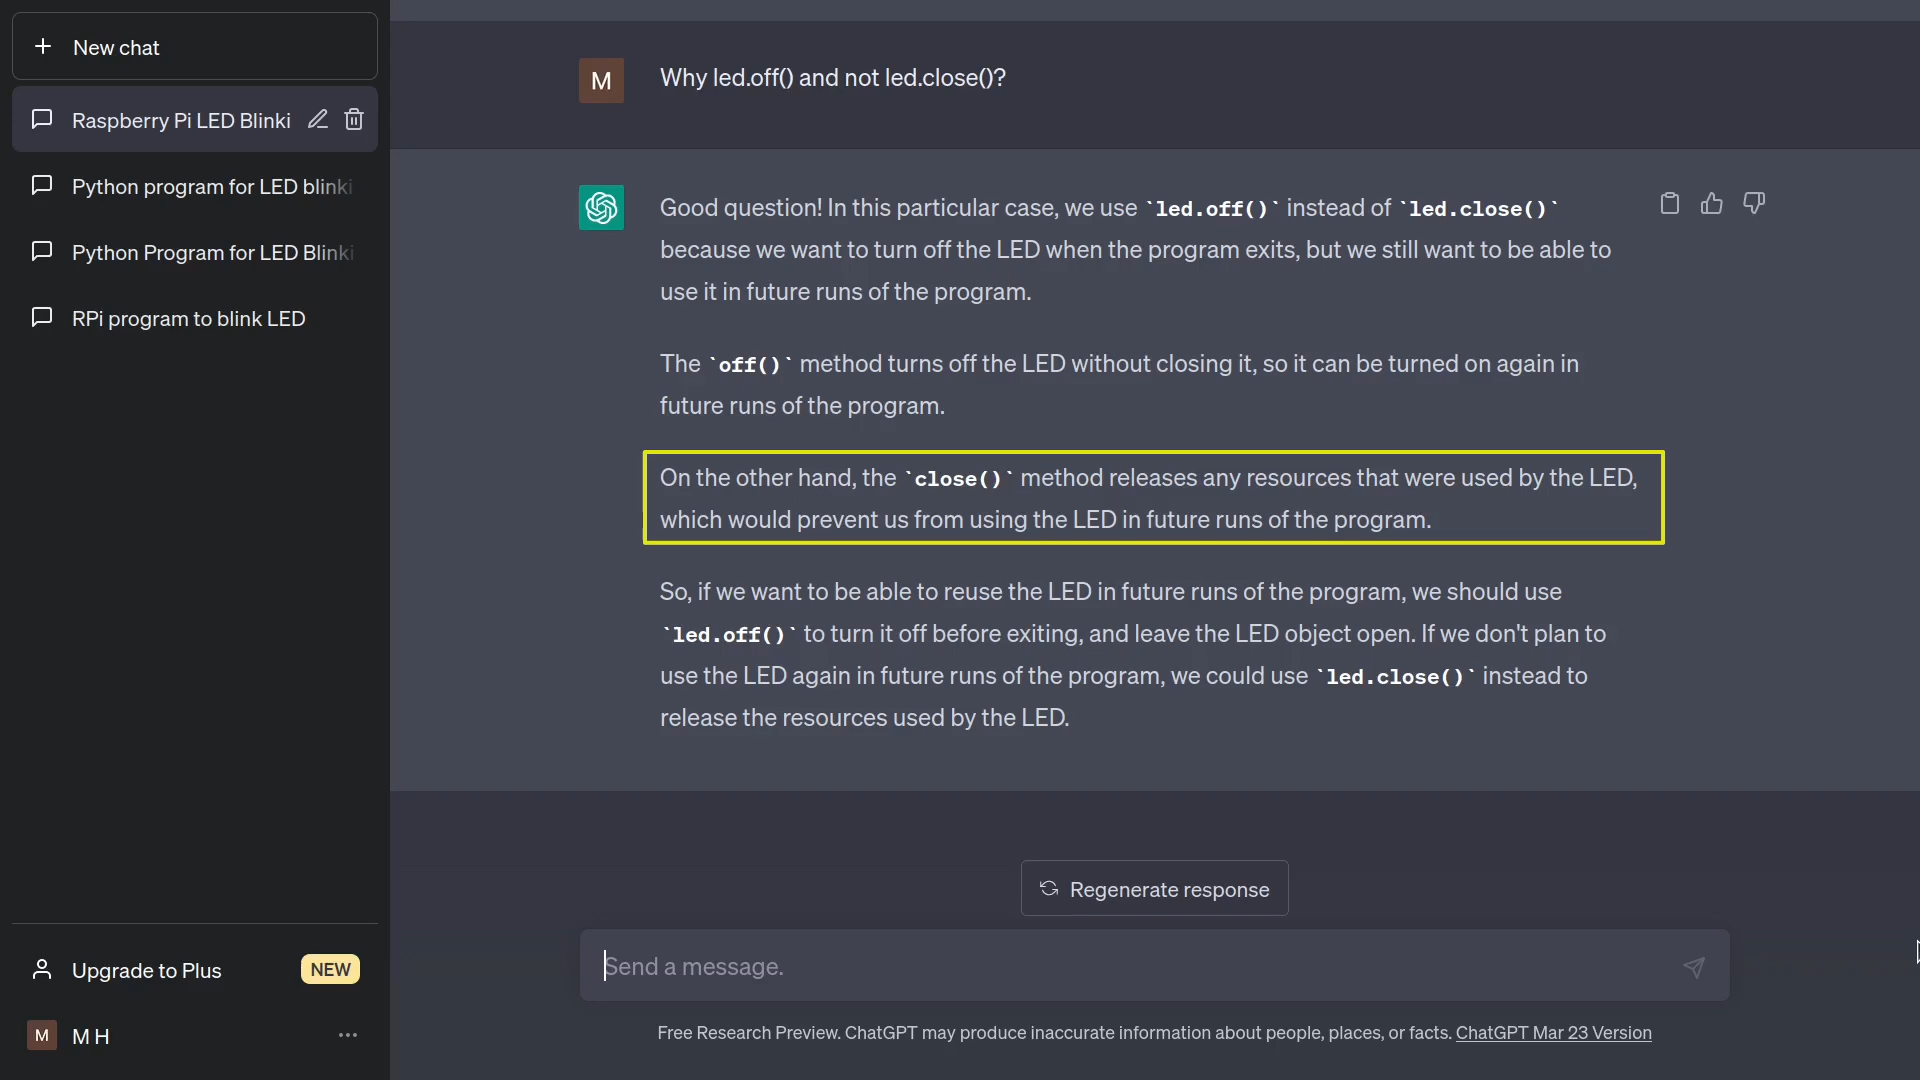 New chat
Raspberry Pi LED Blinki
Python program for LED blinki
Python Program for LED Blinki
RPi program to blink LED
Upgrade to Plus NEW
M M H
M Why led.off() and not led.close()?
Good question! In this particular case, we use `led.off()` instead of `led.close()`
because we want to turn off the LED when the program exits, but we still want to be able to
use it in future runs of the program.
The `off()` method turns off the LED without closing it, so it can be turned on again in
future runs of the program.
On the other hand, the `close()` method releases any resources that were used by the LED,
which would prevent us from using the LED in future runs of the program.
So, if we want to be able to reuse the LED in future runs of the program, we should use
`led.off()` to turn it off before exiting, and leave the LED object open. If we don't plan to
use the LED again in future runs of the program, we could use `led.close()` instead to
release the resources used by the LED.
Regenerate response
Send a message.
Free Research Preview. ChatGPT may produce inaccurate information about people, places, or facts. ChatGPT Mar 23 Version